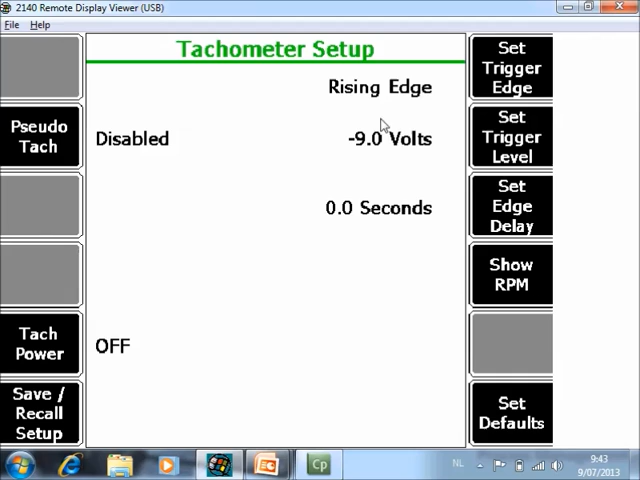 2140 Remote Display Viewer (USB)
File Help
Tachometer Setup
Rising Edge
Set
Trigger
Edge
Pseudo
Tach
Disabled
-9.0 Volts
Set
Trigger
Level
0.0 Seconds
Set
Edge
Delay
Show
RPM
Tach
Power
OFF
Save /
Recall
Setup
Set
Defaults
Cp
NL
9:43
9/07/2013